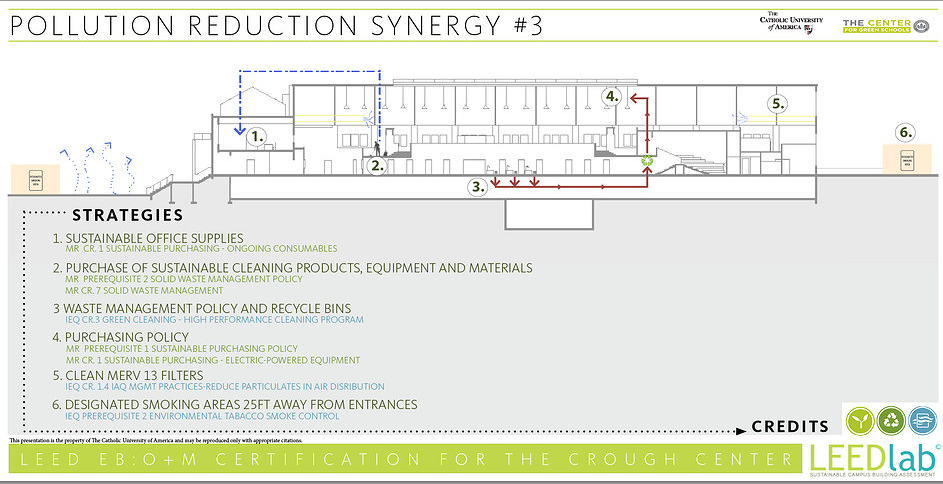 POLLUTION REDUCTION SYNERGY #3
THE
CATHOLIC UNIVERSITY
of AMERICA
THE CENTER
FOR GREEN SCHOOLS
1.
2.
3.
4.
5.
6.
STRATEGIES
1. SUSTAINABLE OFFICE SUPPLIES
MR CR. 1 SUSTAINABLE PURCHASING - ONGOING CONSUMABLES
2. PURCHASE OF SUSTAINABLE CLEANING PRODUCTS, EQUIPMENT AND MATERIALS
MR PREREQUISITE 2 SOLID WASTE MANAGEMENT POLICY
MR CR. 7 SOLID WASTE MANAGEMENT
3 WASTE MANAGEMENT POLICY AND RECYCLE BINS
IEQ CR.3 GREEN CLEANING - HIGH PERFORMANCE CLEANING PROGRAM
4. PURCHASING POLICY
MR PREREQUISITE 1 SUSTAINABLE PURCHASING POLICY
MR CR. 1 SUSTAINABLE PURCHASING - ELECTRIC-POWERED EQUIPMENT
5. CLEAN MERV 13 FILTERS
IEQ CR. 1.4 IAQ MGMT PRACTICES-REDUCE PARTICULATES IN AIR DISRIBUTION
6. DESIGNATED SMOKING AREAS 25FT AWAY FROM ENTRANCES
IEQ PREREQUISITE 2 ENVIRONMENTAL TABACCO SMOKE CONTROL
CREDITS
This presentation is the property of The Catholic University of America and may be reproduced only with appropriate citations.
LEED EB:O+M CERTIFICATION FOR THE CROUGH CENTER
LEEDlab©
SUSTAINABLE CAMPUS BUILDING ASSESSMENT